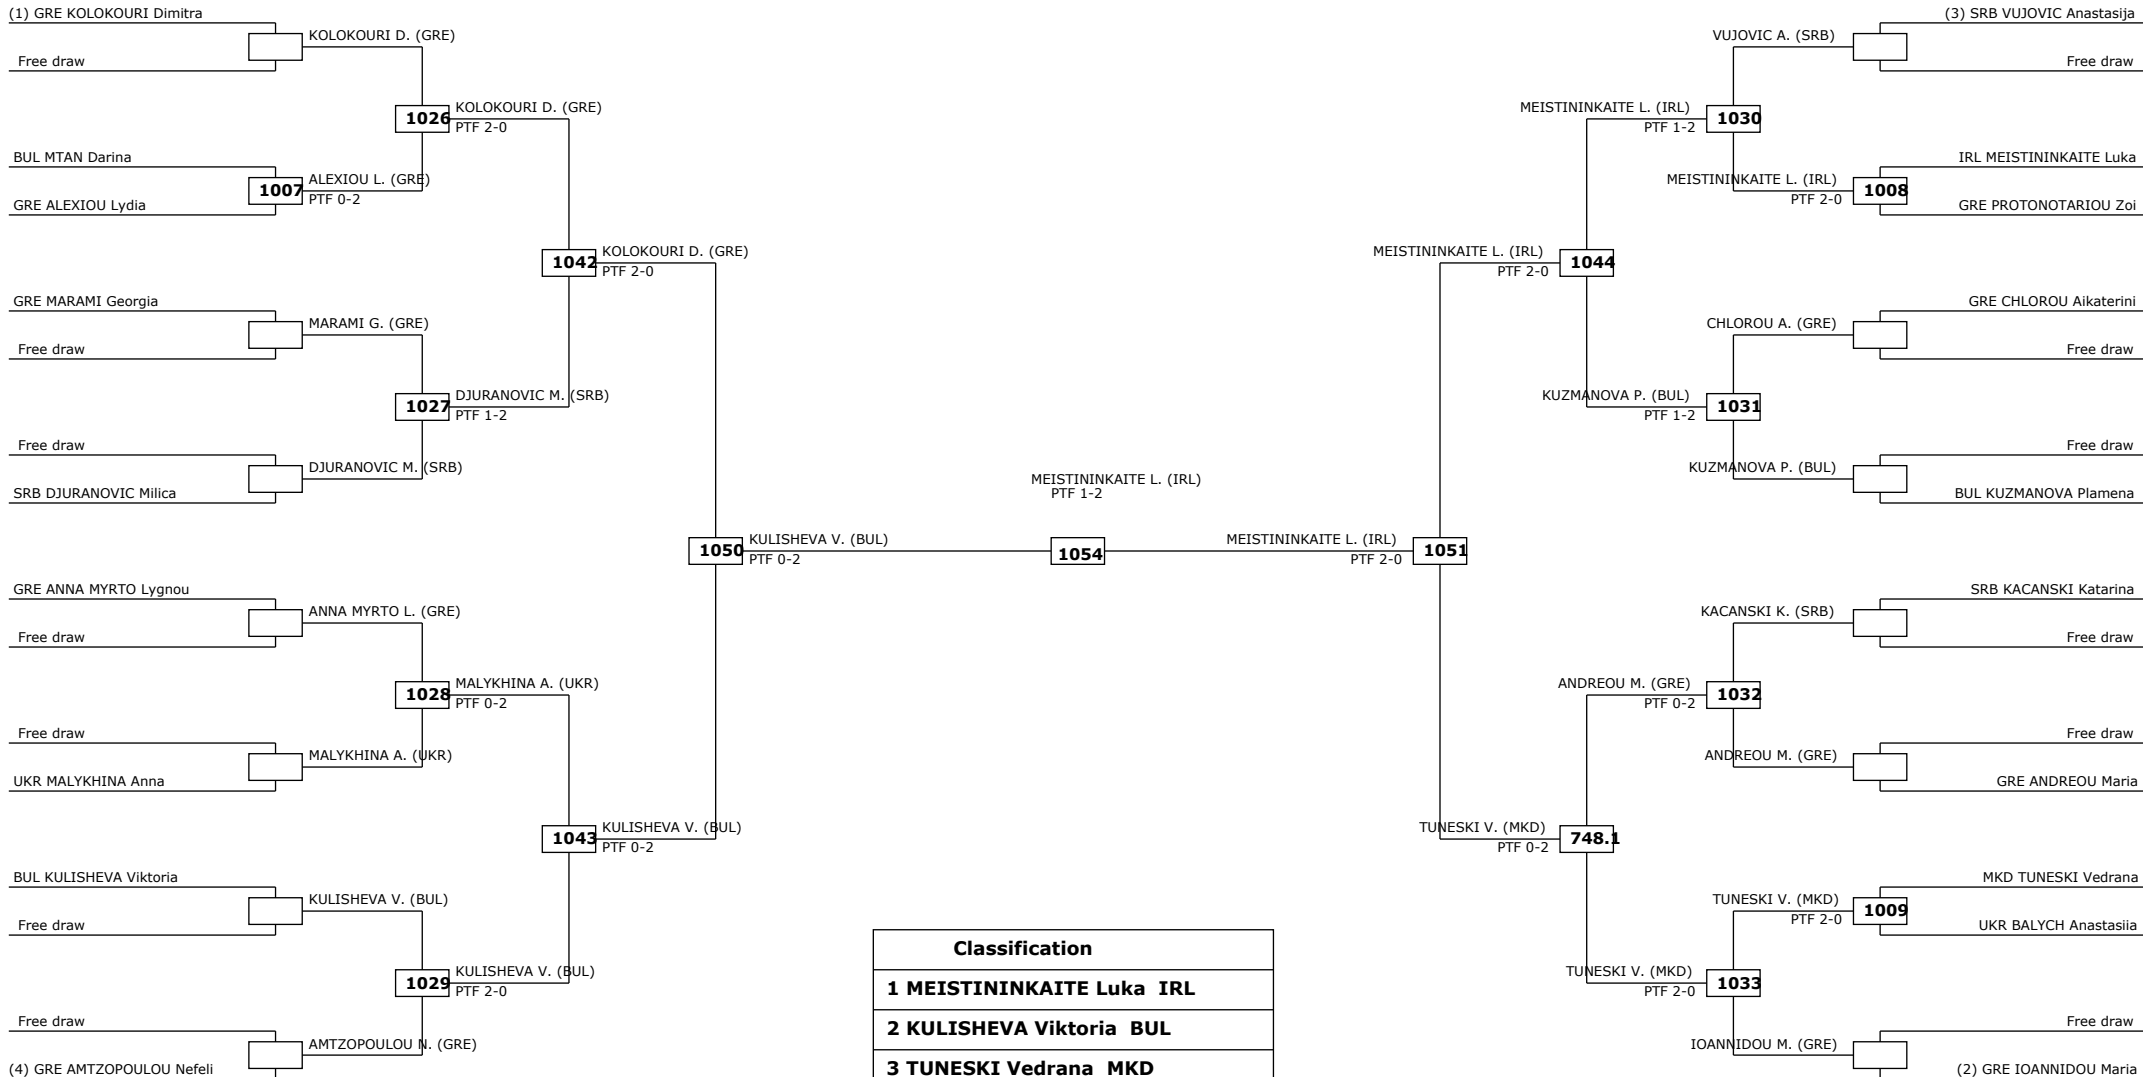 (1) GRE KOLOKOURI Dimitra
Free draw
BUL MTAN Darina
GRE ALEXIOU Lydia
GRE MARAMI Georgia
Free draw
Free draw
SRB DJURANOVIC Milica
GRE ANNA MYRTO Lygnou
Free draw
Free draw
UKR MALYKHINA Anna
BUL KULISHEVA Viktoria
Free draw
Free draw
(4) GRE AMTZOPOULOU Nefeli
KOLOKOURI D. (GRE)
1007
ALEXIOU L. (GRE)
PTF 0-2
MARAMI G. (GRE)
DJURANOVIC M. (SRB)
ANNA MYRTO L. (GRE)
MALYKHINA A. (UKR)
KULISHEVA V. (BUL)
AMTZOPOULOU N. (GRE)
1026
KOLOKOURI D. (GRE)
PTF 2-0
1027
DJURANOVIC M. (SRB)
PTF 1-2
1028
MALYKHINA A. (UKR)
PTF 0-2
1029
KULISHEVA V. (BUL)
PTF 2-0
1042
KOLOKOURI D. (GRE)
PTF 2-0
1043
KULISHEVA V. (BUL)
PTF 0-2
1050
KULISHEVA V. (BUL)
PTF 0-2
MEISTININKAITE L. (IRL)
PTF 1-2
1054
MEISTININKAITE L. (IRL)
PTF 2-0
1051
MEISTININKAITE L. (IRL)
PTF 2-0
1044
TUNESKI V. (MKD)
PTF 0-2
748.1
MEISTININKAITE L. (IRL)
PTF 1-2
1030
KUZMANOVA P. (BUL)
PTF 1-2
1031
ANDREOU M. (GRE)
PTF 0-2
1032
TUNESKI V. (MKD)
PTF 2-0
1033
VUJOVIC A. (SRB)
MEISTININKAITE L. (IRL)
PTF 2-0
1008
CHLOROU A. (GRE)
KUZMANOVA P. (BUL)
KACANSKI K. (SRB)
ANDREOU M. (GRE)
TUNESKI V. (MKD)
PTF 2-0
1009
IOANNIDOU M. (GRE)
(3) SRB VUJOVIC Anastasija
Free draw
IRL MEISTININKAITE Luka
GRE PROTONOTARIOU Zoi
GRE CHLOROU Aikaterini
Free draw
Free draw
BUL KUZMANOVA Plamena
SRB KACANSKI Katarina
Free draw
Free draw
GRE ANDREOU Maria
MKD TUNESKI Vedrana
UKR BALYCH Anastasiia
Free draw
(2) GRE IOANNIDOU Maria
Classification
1 MEISTININKAITE Luka IRL
2 KULISHEVA Viktoria BUL
3 TUNESKI Vedrana MKD